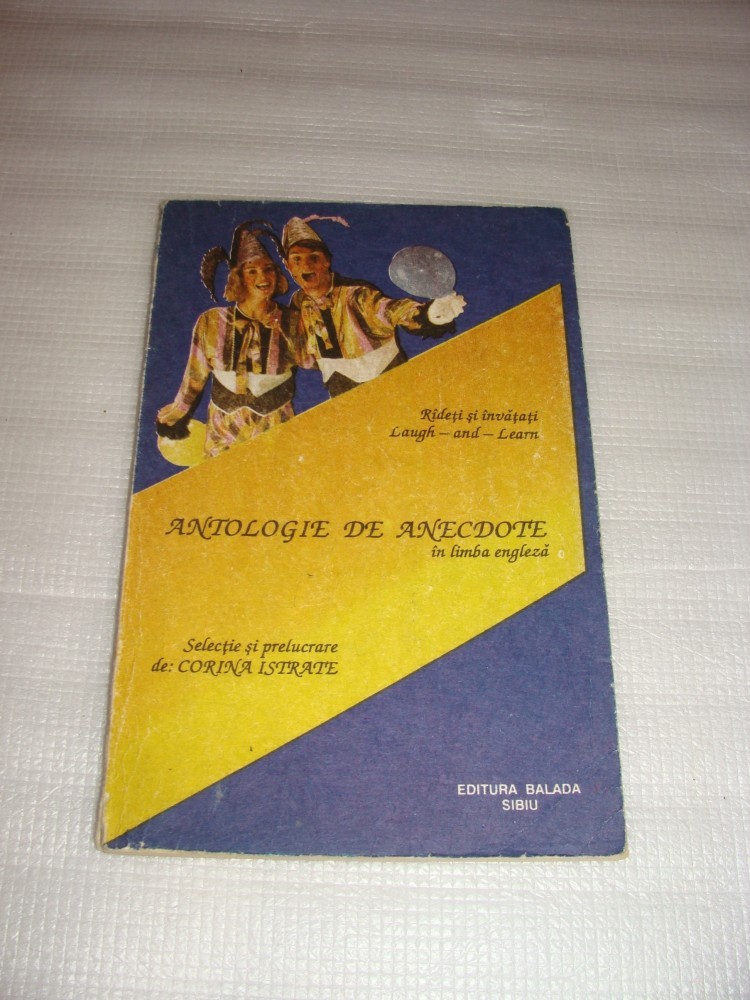 Rîdeți și învățați
Laugh – and – Learn
ANTOLOGIE DE ANECDOTE
în limba engleză
Selecție și prelucrare
de: CORINA ISTRATE
EDITURA BALADA
SIBIU